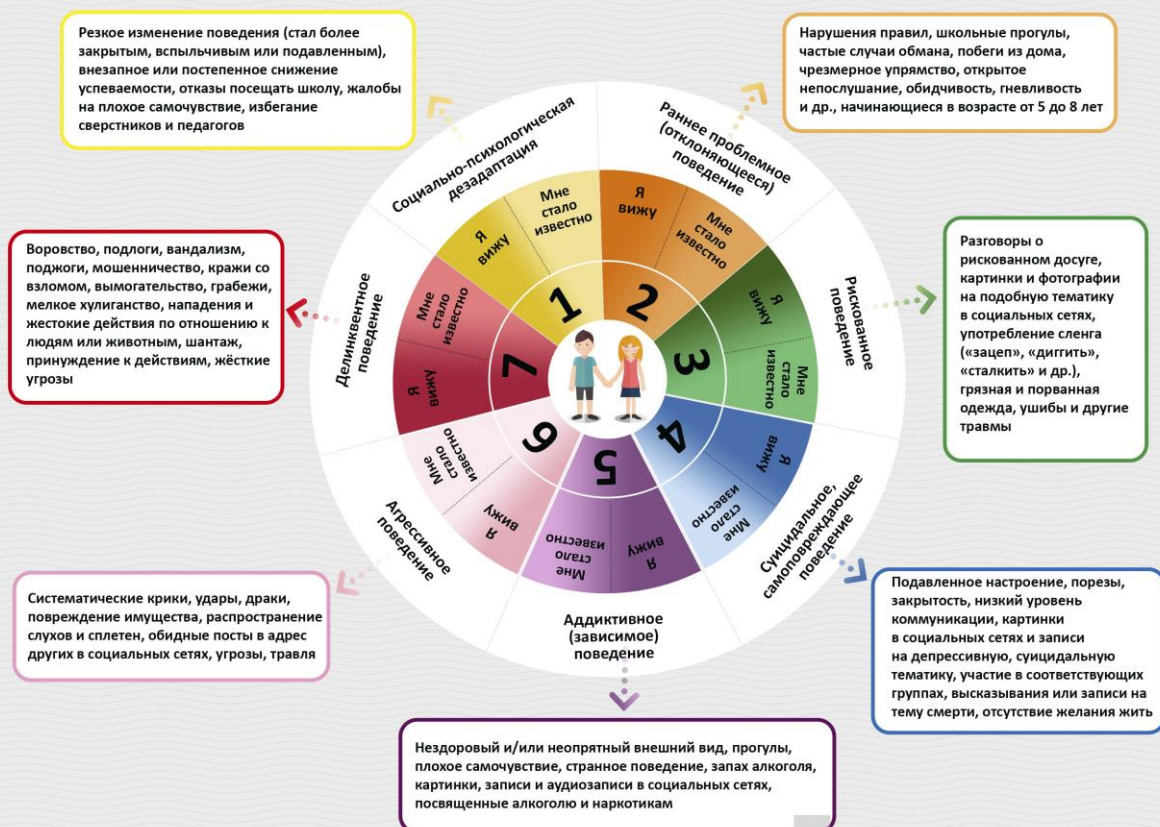 Резкое изменение поведения (стал более
закрытым, вспыльчивым или подавленным),
внезапное или постепенное снижение
успеваемости, отказы посещать школу, жалобы
на плохое самочувствие, избегание
сверстников и педагогов
Нарушения правил, школьные прогулы,
частые случаи обмана, побеги из дома,
чрезмерное упрямство, открытое
непослушание, обидчивость, гневливость
и др., начинающиеся в возрасте от 5 до 8 лет
Социально-психологическая
дезадаптация
Я
вижу
Мне
стало
известно
1
Раннее проблемное
(отклоняющееся)
поведение
Я
вижу
Мне
стало
известно
2
Рискованное
поведение
Я
вижу
Мне
стало
известно
3
Разговоры о
рискованном досуге,
картинки и фотографии
на подобную тематику
в социальных сетях,
употребление сленга
(«зацеп», «диггить»,
«сталкить» и др.),
грязная и порванная
одежда, ушибы и другие
травмы
Суицидальное,
самоповреждающее
поведение
Я
вижу
Мне
стало
известно
4
Подавленное настроение, порезы,
закрытость, низкий уровень
коммуникации, картинки
в социальных сетях и записи
на депрессивную, суицидальную
тематику, участие в соответствующих
группах, высказывания или записи на
тему смерти, отсутствие желания жить
Аддиктивное
(зависимое)
поведение
Я
вижу
Мне
стало
известно
5
Нездоровый и/или неопрятный внешний вид, прогулы,
плохое самочувствие, странное поведение, запах алкоголя,
картинки, записи и аудиозаписи в социальных сетях,
посвященные алкоголю и наркотикам
Агрессивное
поведение
Я
вижу
Мне
стало
известно
6
Систематические крики, удары, драки,
повреждение имущества, распространение
слухов и сплетен, обидные посты в адрес
других в социальных сетях, угрозы, травля
Делинквентное
поведение
Я
вижу
Мне
стало
известно
7
Воровство, подлоги, вандализм,
поджоги, мошенничество, кражи со
взломом, вымогательство, грабежи,
мелкое хулиганство, нападения и
жестокие действия по отношению к
людям или животным, шантаж,
принуждение к действиям, жёсткие
угрозы